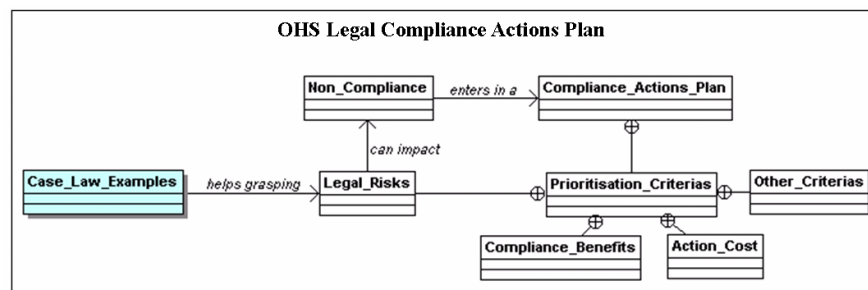 OHS Legal Compliance Actions Plan
Non_Compliance
enters in a
Compliance_Actions_Plan
can impact
Case_Law_Examples
helps grasping
Legal_Risks
Prioritisation_Criterias
Other_Criterias
Compliance_Benefits
Action_Cost